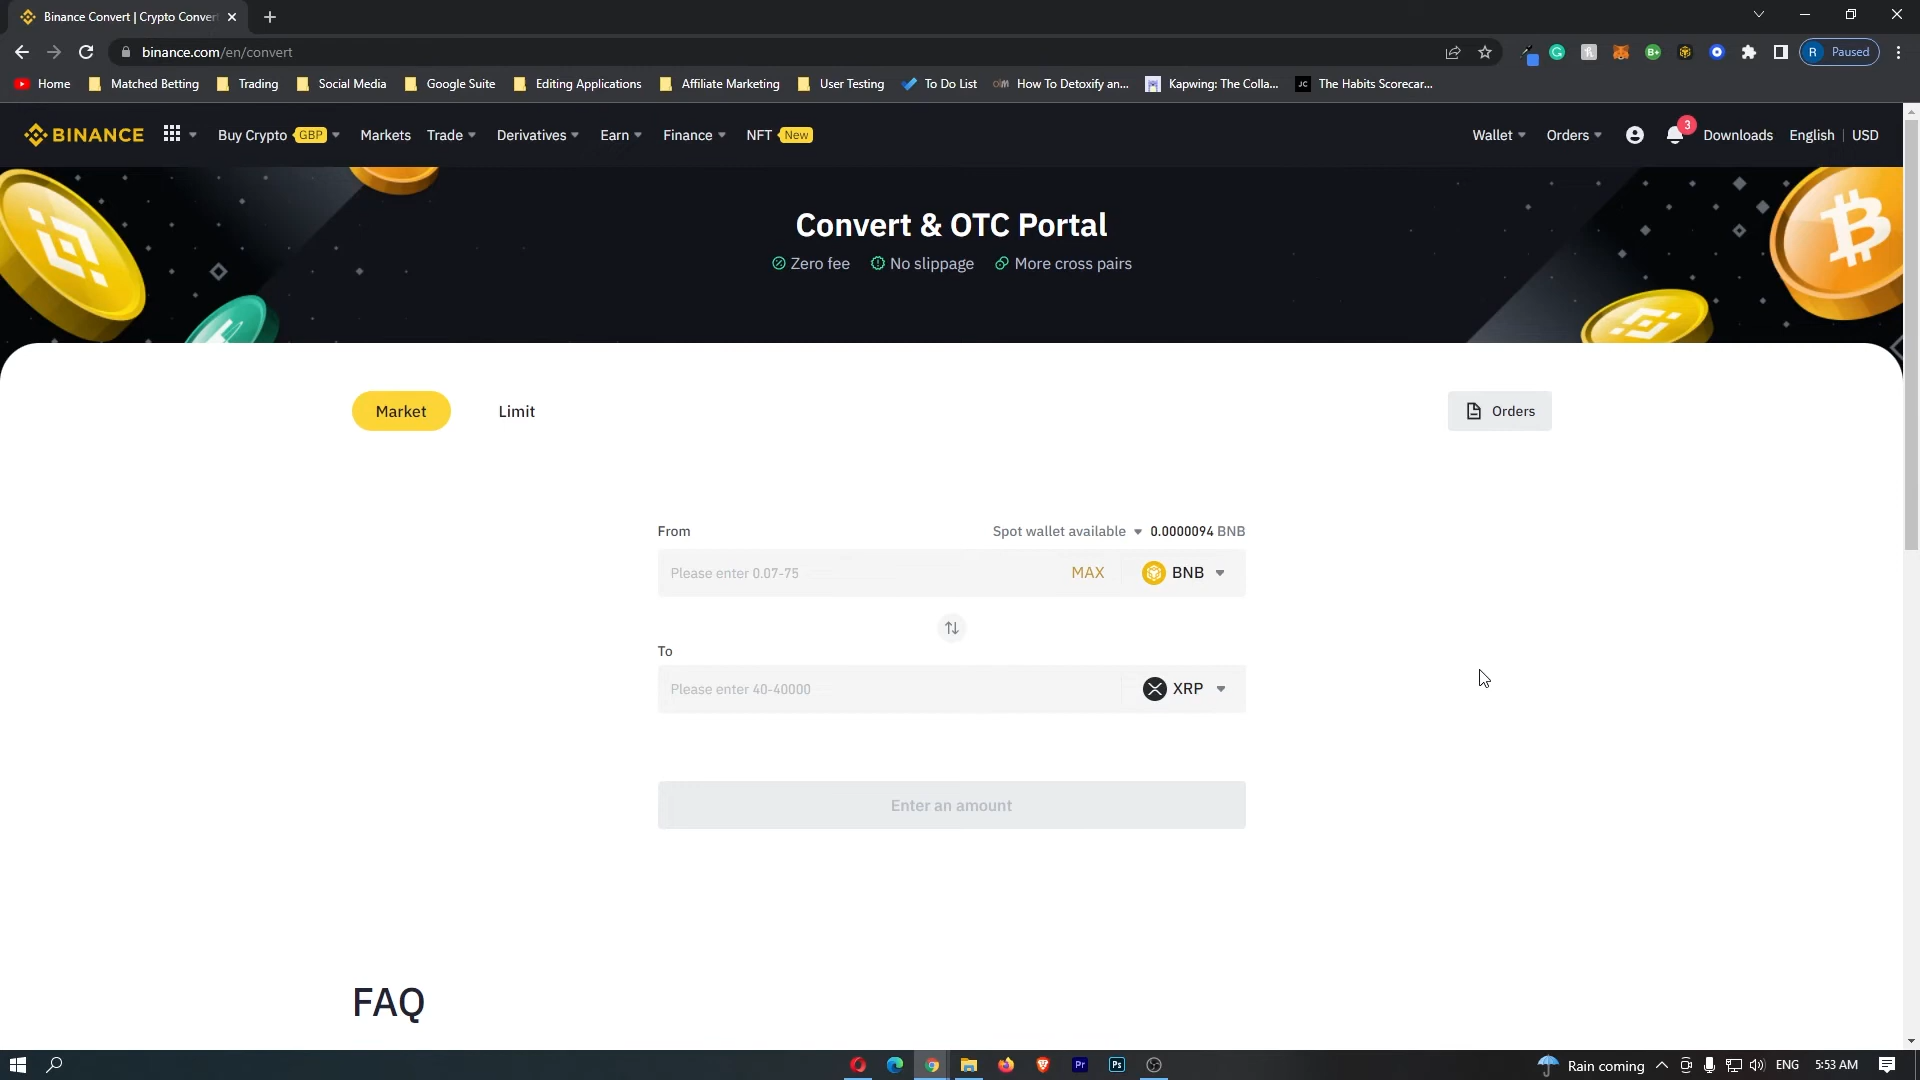 Binance Convert | Crypto Conver
binance.com/en/convert
R Paused
Home Matched Betting Trading Social Media Google Suite Editing Applications Affiliate Marketing User Testing To Do List How To Detoxify an... Kapwing: The Colla... JC The Habits Scorecar...
BINANCE Buy Crypto GBP Markets Trade Derivatives Earn Finance NFT New Wallet Orders 3 Downloads English | USD
Convert & OTC Portal
Zero fee No slippage More cross pairs
Market Limit Orders
From Spot wallet available 0.0000094 BNB
Please enter 0.07-75 MAX BNB
To
Please enter 40-40000 XRP
Enter an amount
FAQ
Pr Ps Rain coming ENG 5:53 AM